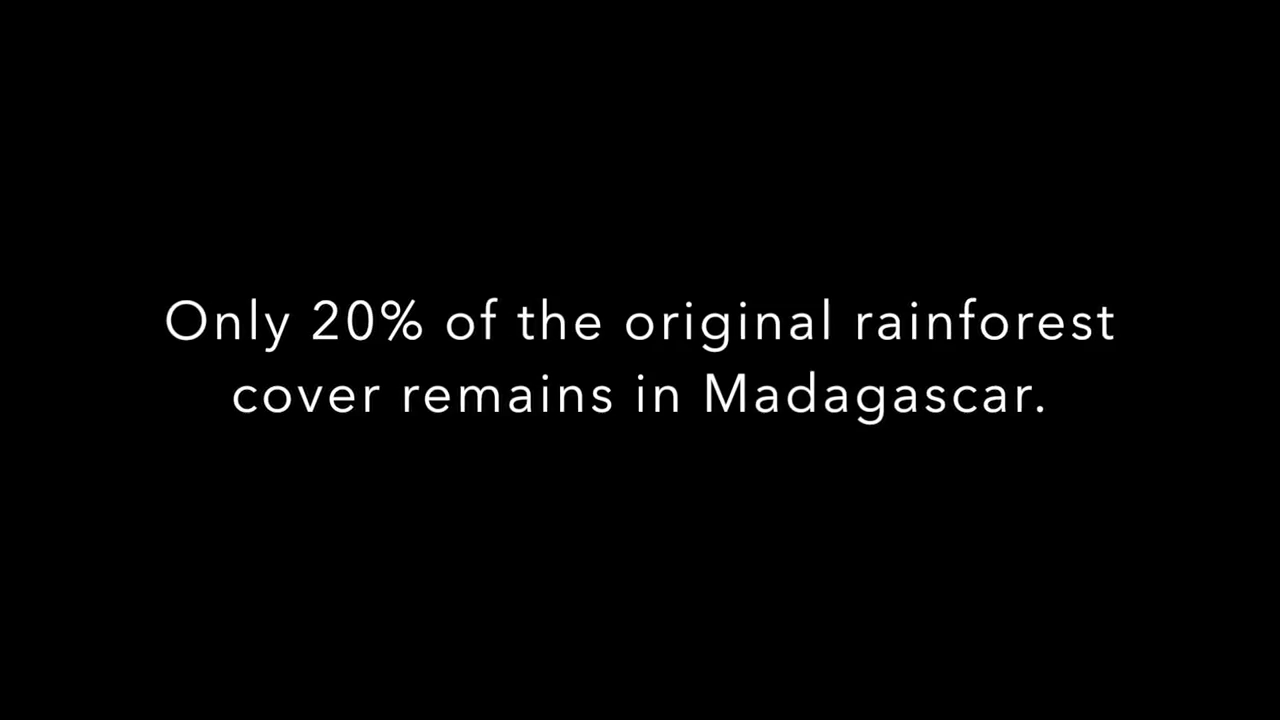 Only 20% of the original rainforest
cover remains in Madagascar.